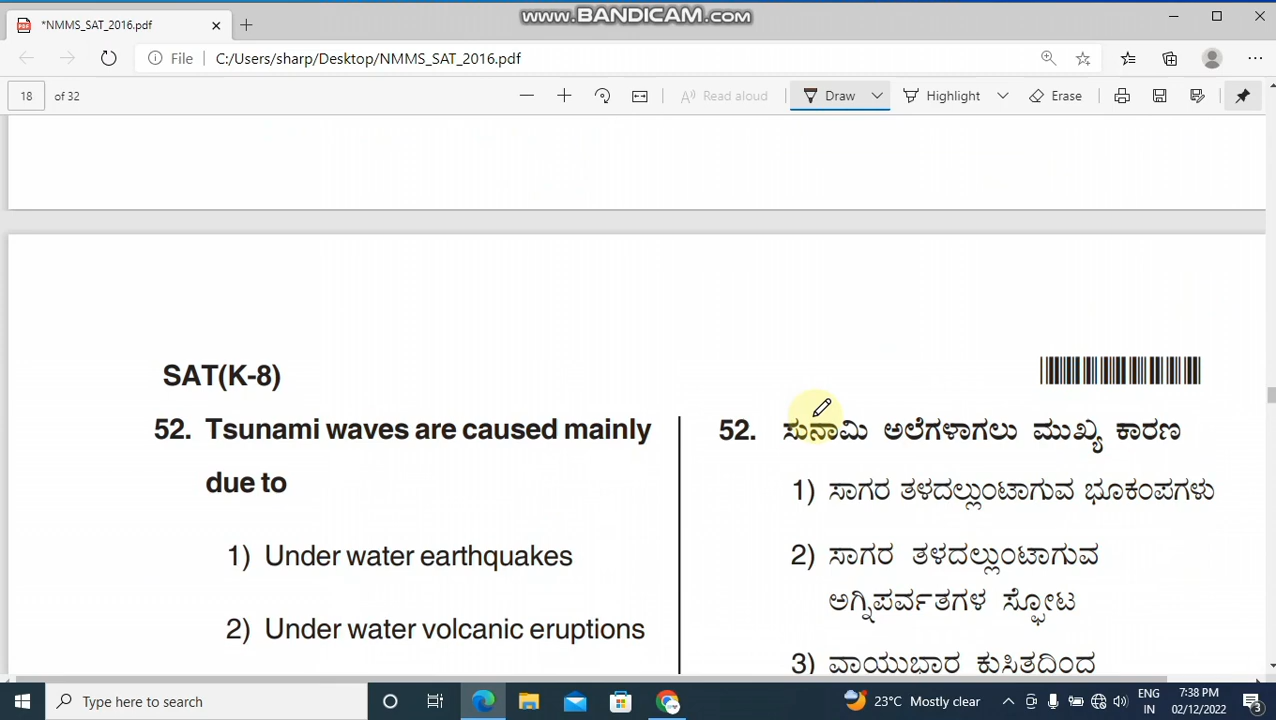 *NMMS_SAT_2016.pdf
www.BANDICAM.com
File C:/Users/sharp/Desktop/NMMS_SAT_2016.pdf
18 of 32 Read aloud Draw Highlight Erase
SAT(K-8)
52. Tsunami waves are caused mainly
due to
1) Under water earthquakes
2) Under water volcanic eruptions
52. ಸುನಾಮಿ ಅಲೆಗಳಾಗಲು ಮುಖ್ಯ ಕಾರಣ
1) ಸಾಗರ ತಳದಲ್ಲುಂಟಾಗುವ ಭೂಕಂಪಗಳು
2) ಸಾಗರ ತಳದಲ್ಲುಂಟಾಗುವ
ಅಗ್ನಿಪರ್ವತಗಳ ಸ್ಫೋಟ
3) ವಾಯುಭಾರ ಕುಸಿತದಿಂದ
Type here to search
23°C Mostly clear
ENG
IN
7:38 PM
02/12/2022
3